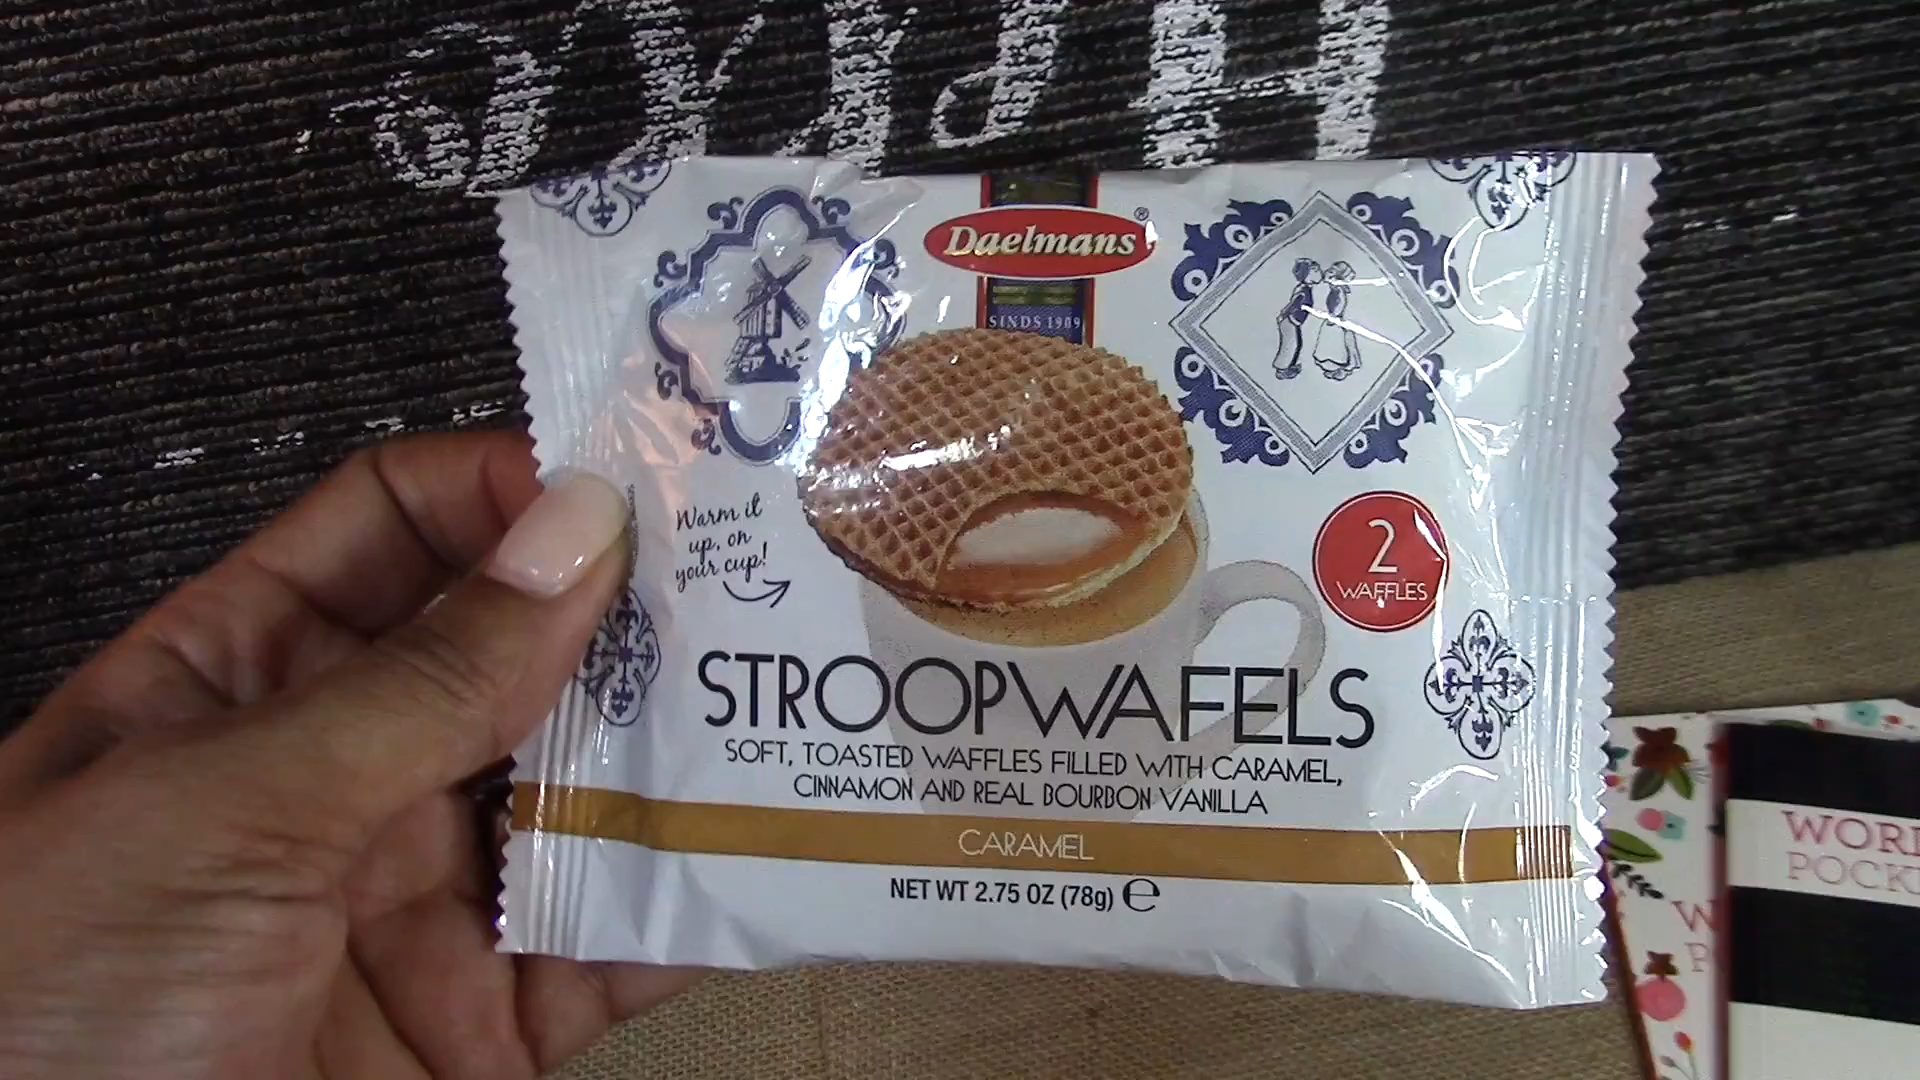 Daelmans®
SINDS 1909
Warm it
up, on
your cup!
2
WAFFLES
STROOPWAFELS
SOFT, TOASTED WAFFLES FILLED WITH CARAMEL,
CINNAMON AND REAL BOURBON VANILLA
CARAMEL
NET WT 2.75 OZ (78g) ℮